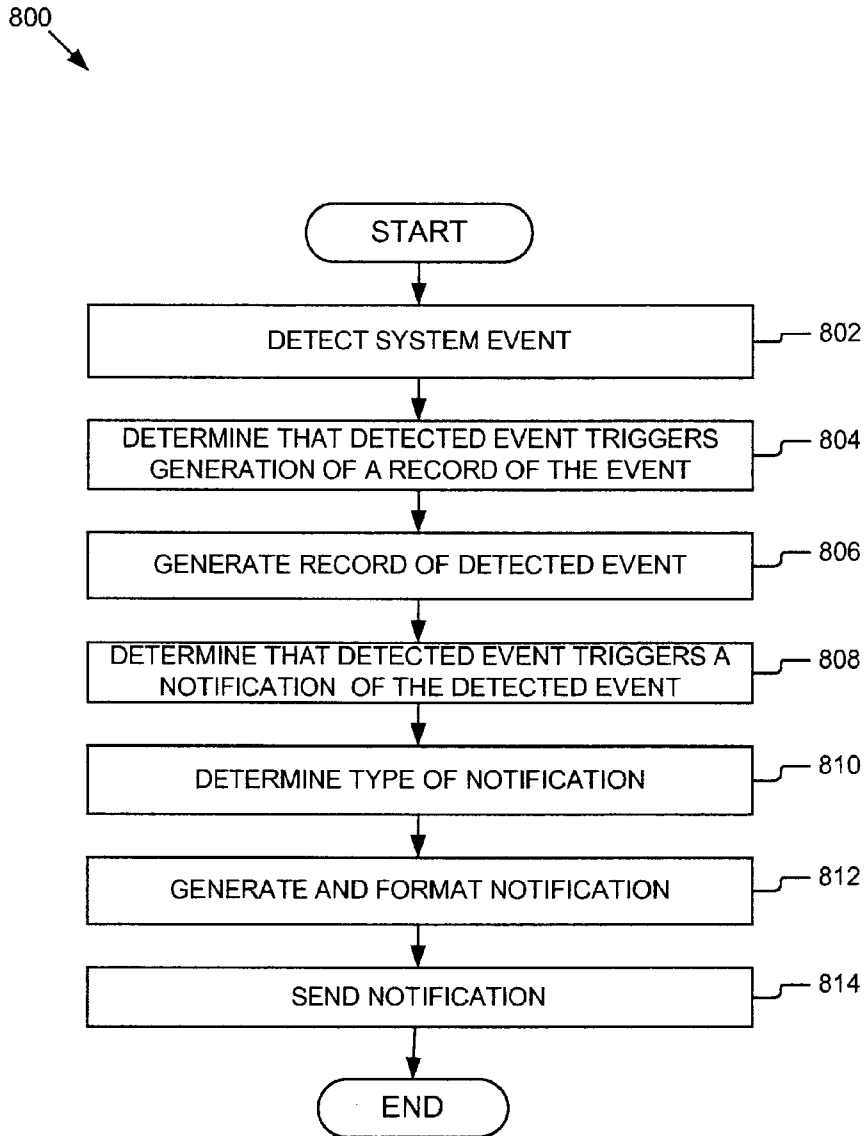 800
START
DETECT SYSTEM EVENT
802
DETERMINE THAT DETECTED EVENT TRIGGERS
GENERATION OF A RECORD OF THE EVENT
804
GENERATE RECORD OF DETECTED EVENT
806
DETERMINE THAT DETECTED EVENT TRIGGERS A
NOTIFICATION OF THE DETECTED EVENT
808
DETERMINE TYPE OF NOTIFICATION
810
GENERATE AND FORMAT NOTIFICATION
812
SEND NOTIFICATION
814
END